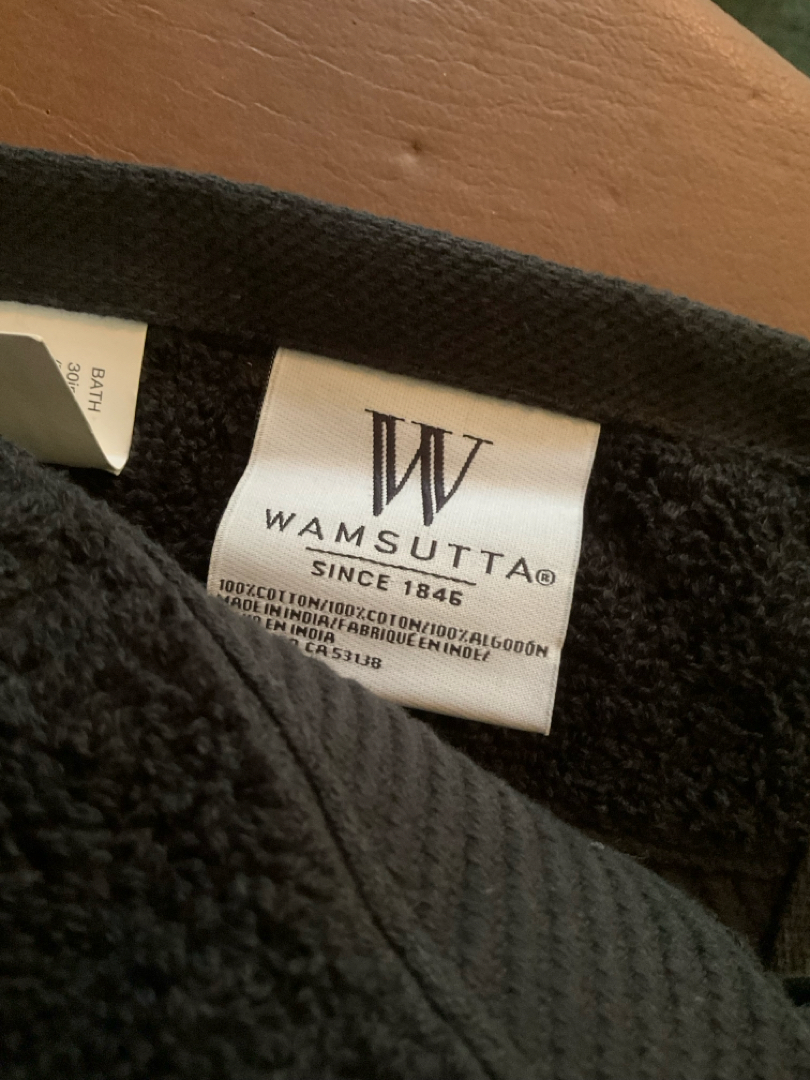 BATH
W
WAMSUTTA®
SINCE 1846
100% COTTON/100% COTON/100% ALGODÓN
MADE IN INDIA/FABRIQUÉ EN INDE/
EN INDIA
CA 53138